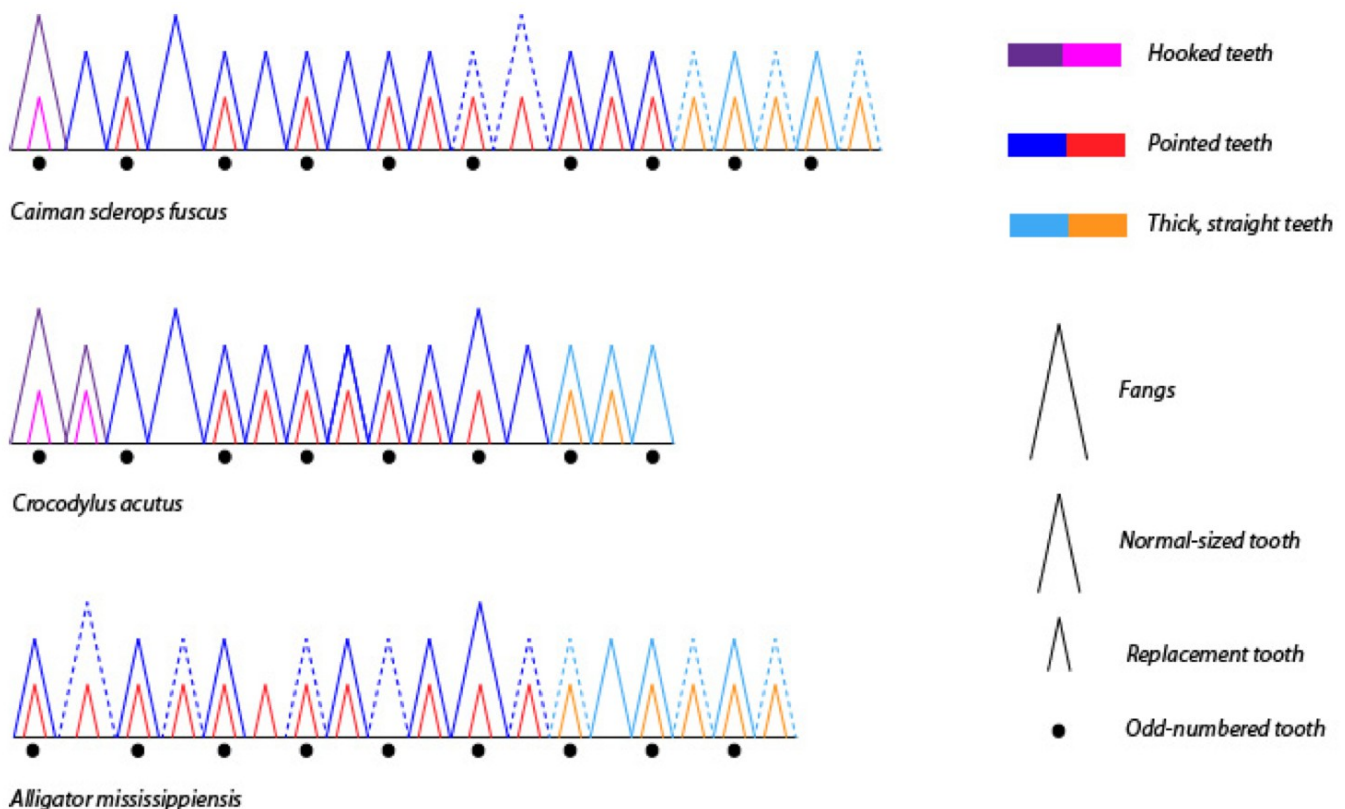 Hooked teeth
Pointed teeth
Thick, straight teeth
Caiman sclerops fuscus
Fangs
Crocodylus acutus
Normal-sized tooth
Replacement tooth
Odd-numbered tooth
Alligator mississippiensis